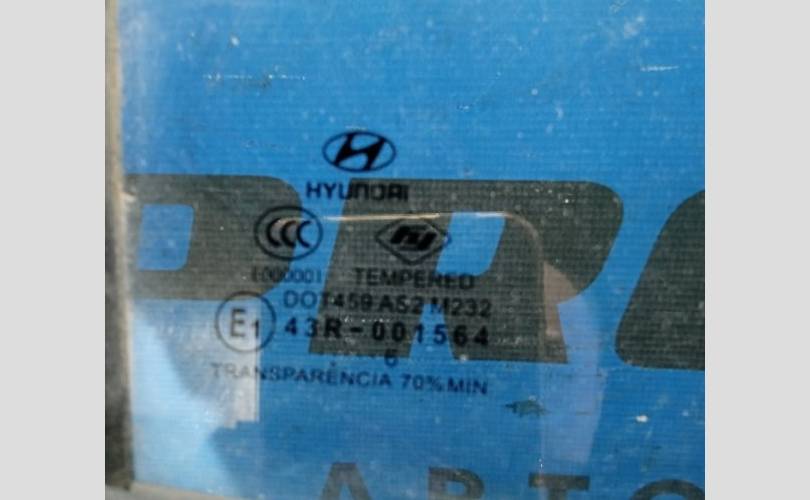 HYUNDAI
CCC
E000001 TEMPERED
DOT459 AS2 M232
E1 43R-001564
6
TRANSPARÊNCIA 70% MIN